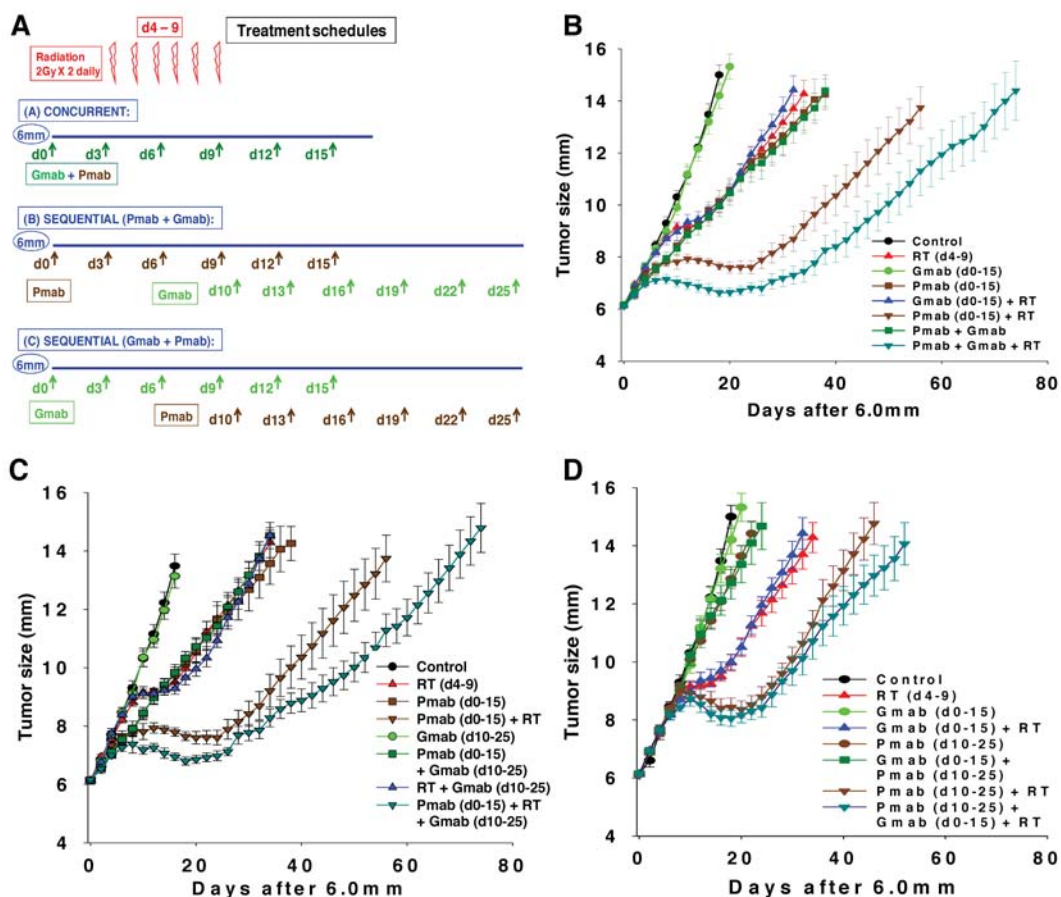 A
d4 – 9
Treatment schedules
Radiation
2Gy X 2 daily
(A) CONCURRENT:
6mm
d0 d3 d6 d9 d12 d15
Gmab + Pmab
(B) SEQUENTIAL (Pmab + Gmab):
6mm
d0 d3 d6 d9 d12 d15
Pmab
Gmab
d10 d13 d16 d19 d22 d25
(C) SEQUENTIAL (Gmab + Pmab):
6mm
d0 d3 d6 d9 d12 d15
Gmab
Pmab
d10 d13 d16 d19 d22 d25
B
16
14
12
10
8
6
4
Tumor size (mm)
Control
RT (d4-9)
Gmab (d0-15)
Pmab (d0-15)
Gmab (d0-15) + RT
Pmab (d0-15) + RT
Pmab + Gmab
Pmab + Gmab + RT
0 20 40 60 80
Days after 6.0mm
C
16
14
12
10
8
6
4
Tumor size (mm)
Control
RT (d4-9)
Pmab (d0-15)
Pmab (d0-15) + RT
Gmab (d10-25)
Pmab (d0-15)
+ Gmab (d10-25)
RT + Gmab (d10-25)
Pmab (d0-15) + RT
+ Gmab (d10-25)
0 20 40 60 80
Days after 6.0mm
D
16
14
12
10
8
6
4
Tumor size (mm)
Control
RT (d4-9)
Gmab (d0-15)
Gmab (d0-15) + RT
Pmab (d10-25)
Gmab (d0-15) +
Pmab (d10-25)
Pmab (d10-25) + RT
Pmab (d10-25) +
Gmab (d0-15) + RT
0 20 40 60 80
Days after 6.0mm